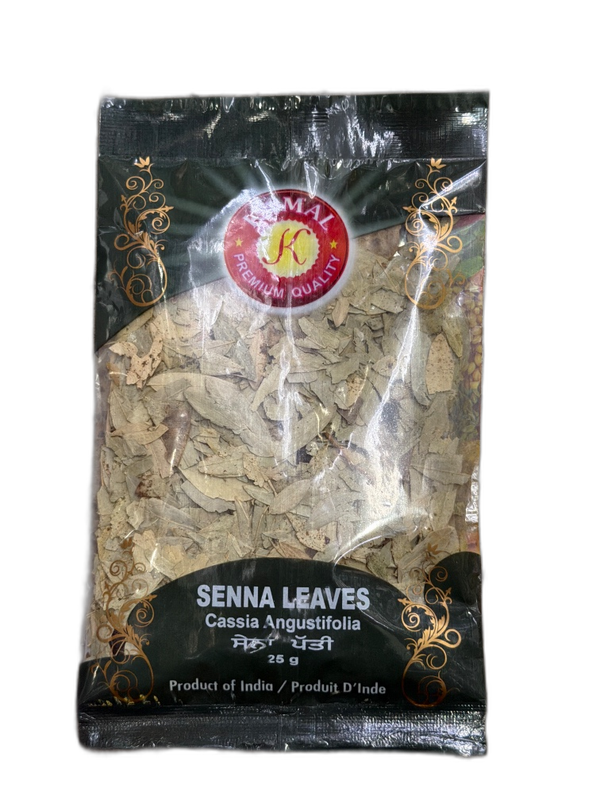 KAMAL
K
PREMIUM QUALITY
SENNA LEAVES
Cassia Angustifolia
ਸੇਨਾ ਪੱਤੀ
25 g
Product of India / Produit D'Inde